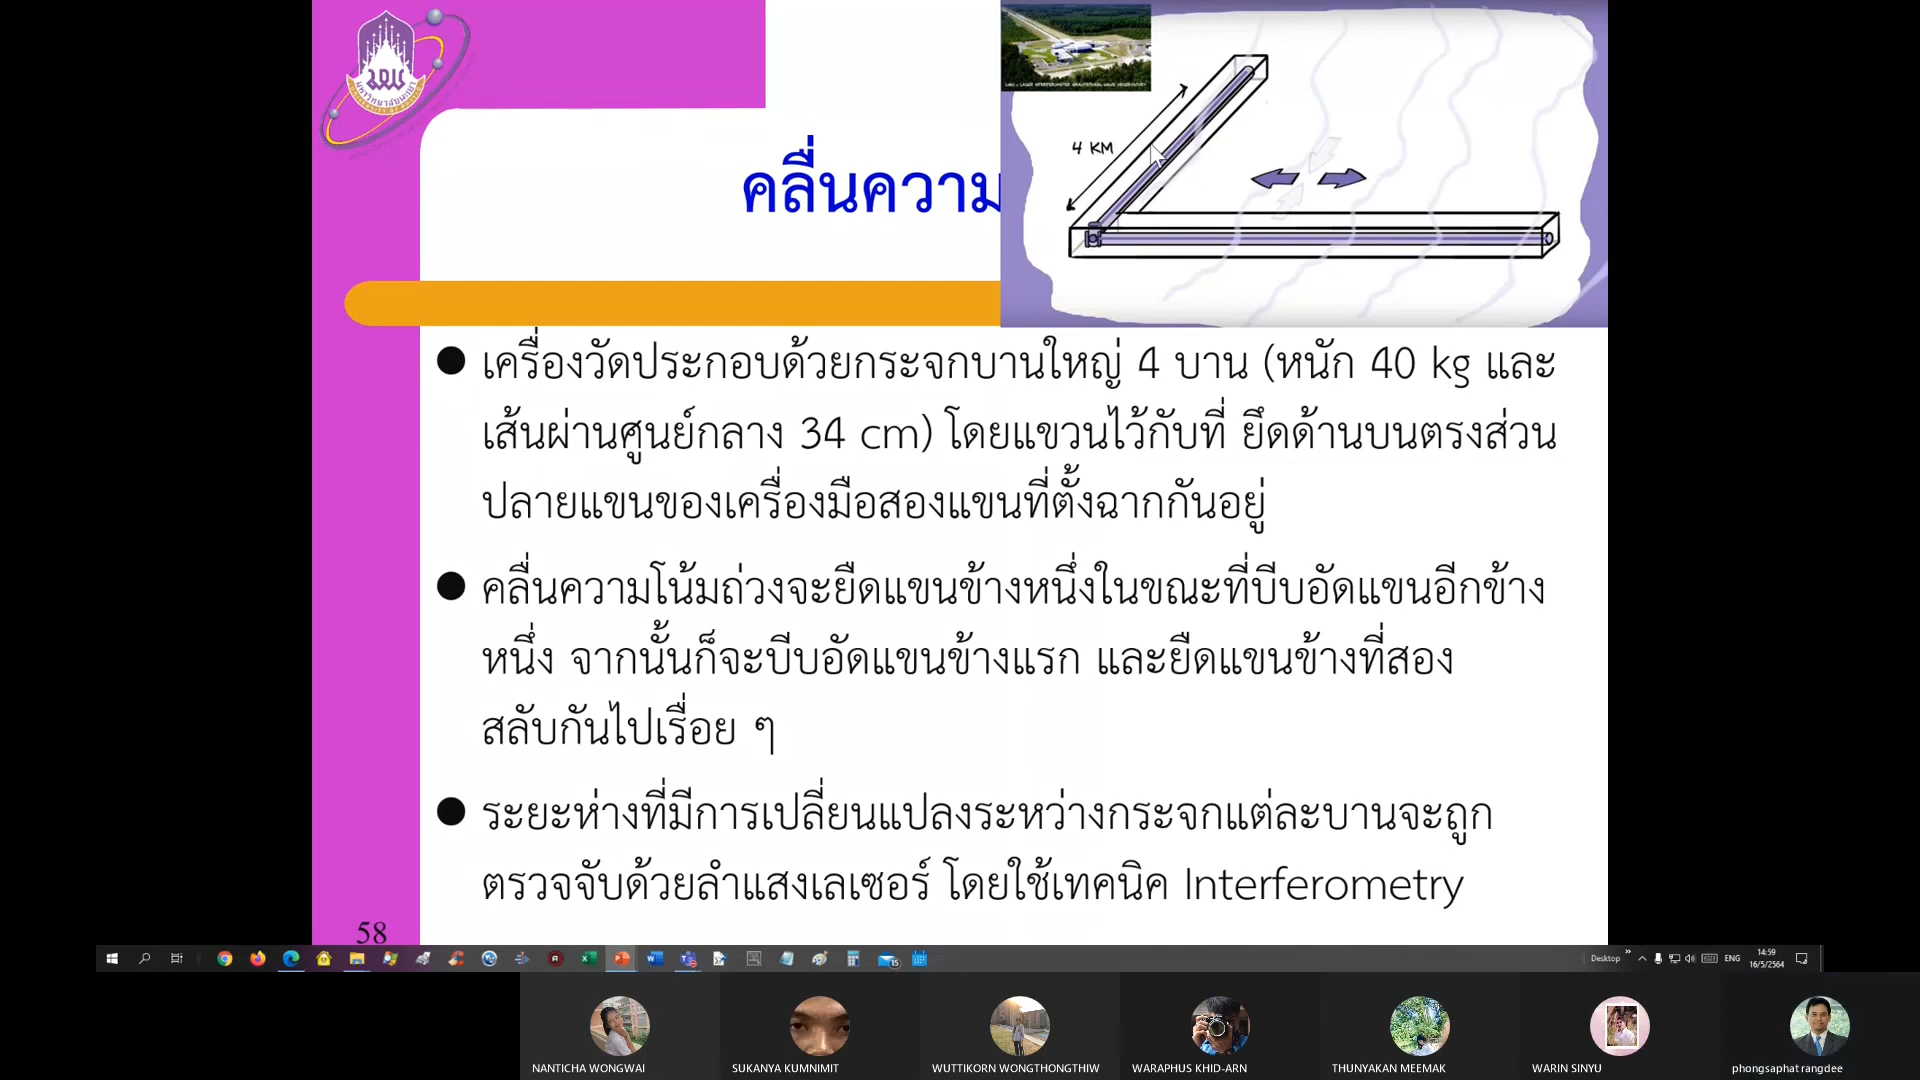 คลื่นความ
4 KM
เครื่องวัดประกอบด้วยกระจกบานใหญ่ 4 บาน (หนัก 40 kg และ
เส้นผ่านศูนย์กลาง 34 cm) โดยแขวนไว้กับที่ ยึดด้านบนตรงส่วน
ปลายแขนของเครื่องมือสองแขนที่ตั้งฉากกันอยู่
คลื่นความโน้มถ่วงจะยืดแขนข้างหนึ่งในขณะที่บีบอัดแขนอีกข้าง
หนึ่ง จากนั้นก็จะบีบอัดแขนข้างแรก และยืดแขนข้างที่สอง
สลับกันไปเรื่อย ๆ
ระยะห่างที่มีการเปลี่ยนแปลงระหว่างกระจกแต่ละบานจะถูก
ตรวจจับด้วยลำแสงเลเซอร์ โดยใช้เทคนิค Interferometry
58
Desktop
ENG
14:59
16/5/2564
15
NANTICHA WONGWAI
SUKANYA KUMNIMIT
WUTTIKORN WONGTHONGTHIW
WARAPHUS KHID-ARN
THUNYAKAN MEEMAK
WARIN SINYU
phongsaphat rangdee